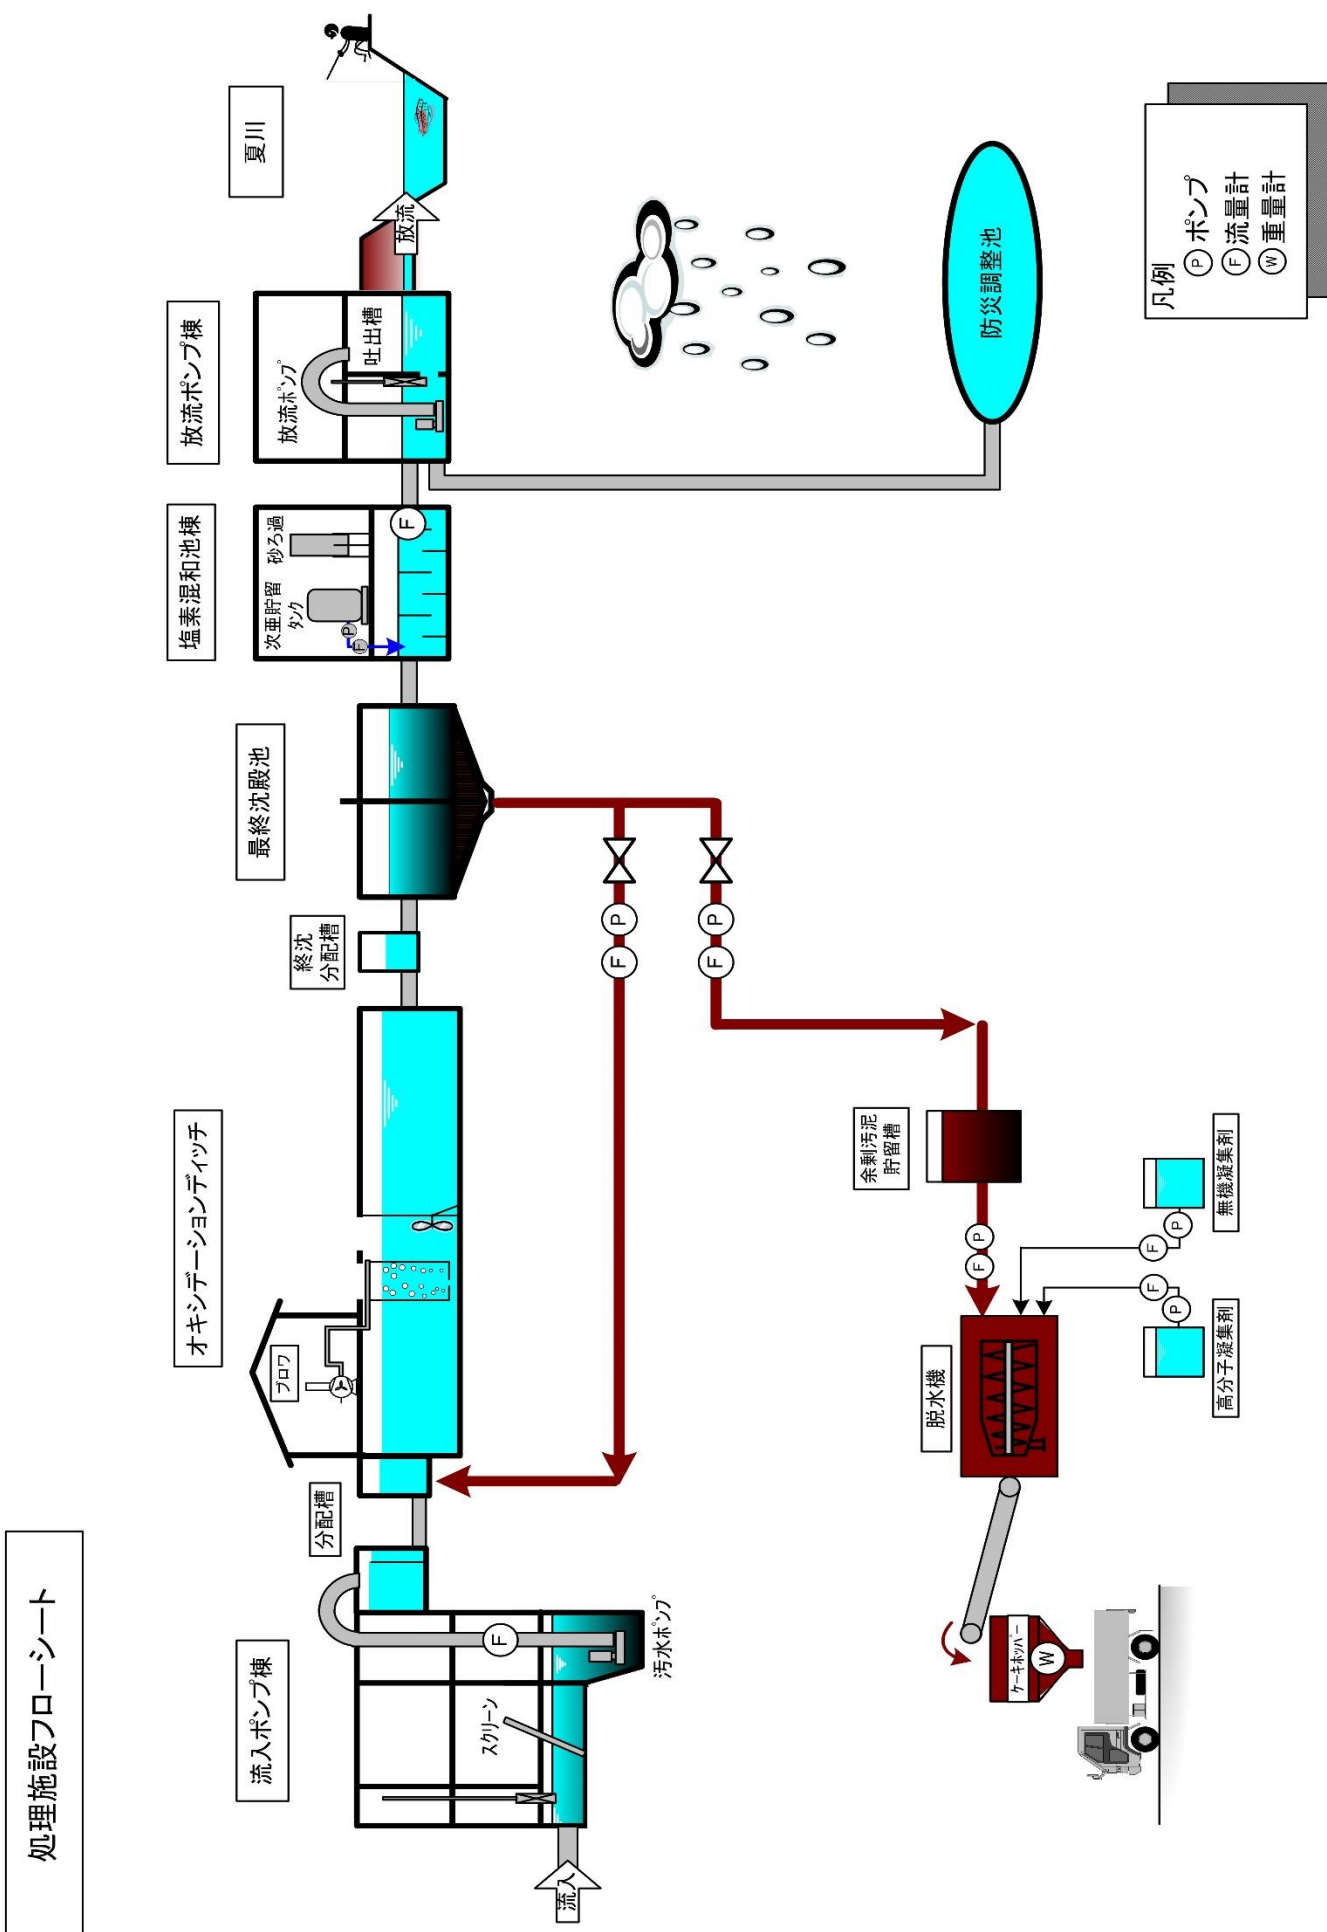 処理施設フローシート
流入ポンプ棟
分配槽
オキシデーションディッチ
終沈
分配槽
最終沈殿池
塩素混和池棟
放流ポンプ棟
夏川
ブロワ
次亜貯留
タンク
砂ろ過
放流ポンプ
吐出槽
放流
P
F
F
F
スクリーン
汚水ポンプ
流入
F
P
F
P
防災調整池
余剰汚泥
貯留槽
F
P
脱水機
ケーキホッパー
W
F
P
高分子凝集剤
F
P
無機凝集剤
凡例
P ポンプ
F 流量計
W 重量計